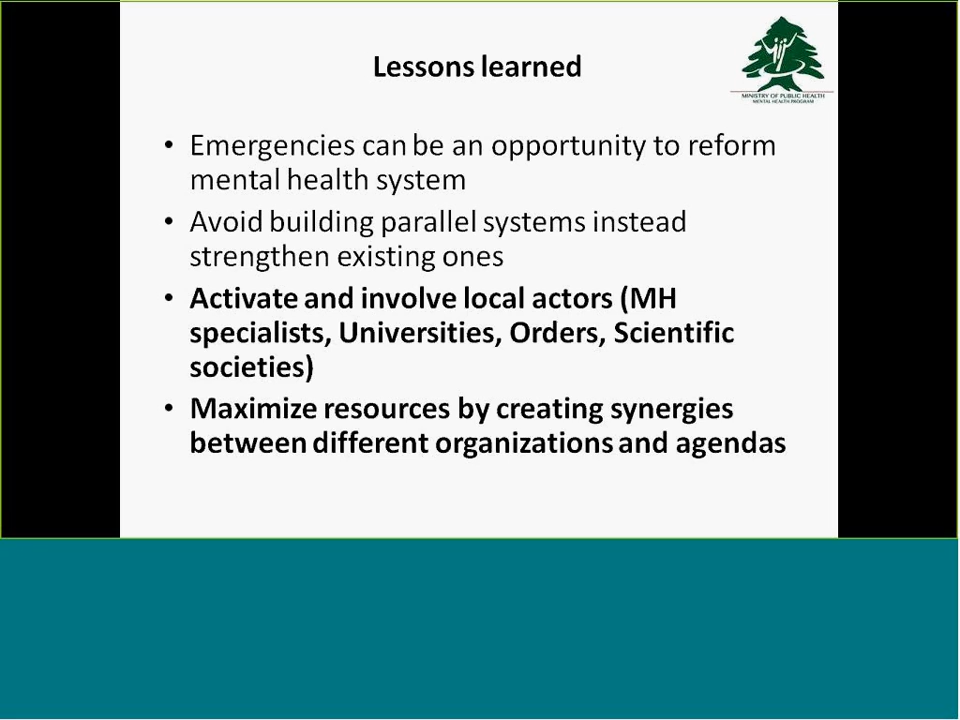 Lessons learned
MINISTRY OF PUBLIC HEALTH
MENTAL HEALTH PROGRAM
• Emergencies can be an opportunity to reform
mental health system
• Avoid building parallel systems instead
strengthen existing ones
• Activate and involve local actors (MH
specialists, Universities, Orders, Scientific
societies)
• Maximize resources by creating synergies
between different organizations and agendas